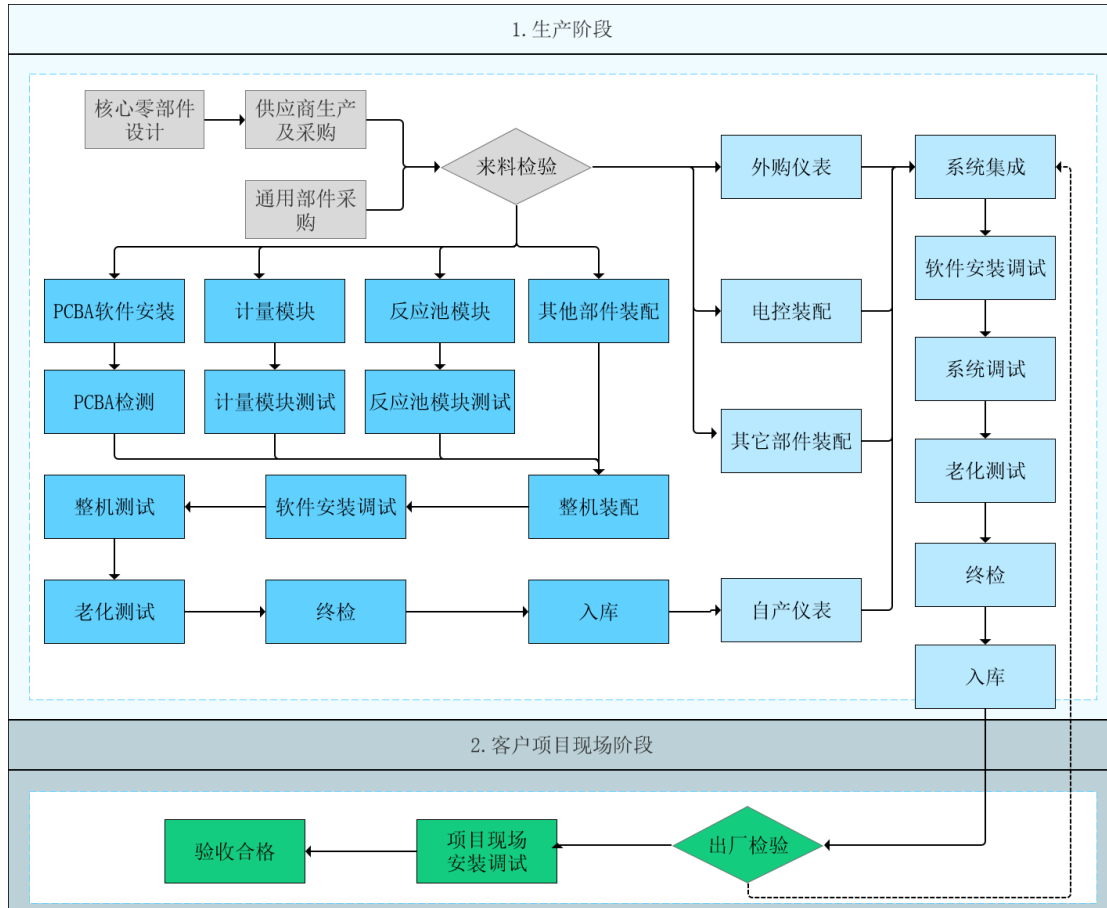 1.生产阶段
核心零部件
设计
供应商生产
及采购
通用部件采
购
来料检验
外购仪表
系统集成
PCBA软件安装
计量模块
反应池模块
其他部件装配
电控装配
软件安装调试
PCBA检测
计量模块测试
反应池模块测试
其它部件装配
系统调试
整机测试
软件安装调试
整机装配
老化测试
老化测试
终检
入库
自产仪表
终检
入库
2.客户项目现场阶段
验收合格
项目现场
安装调试
出厂检验